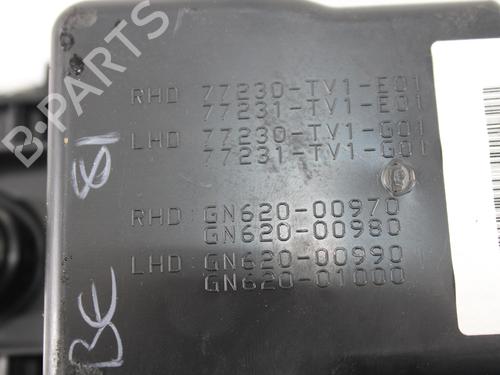 RHD 77230-TV1-E01
77231-TV1-E01
LHD 77230-TV1-G01
77231-TV1-G01
RHD GN620-00970
GN620-00980
LHD GN620-00990
GN620-01000